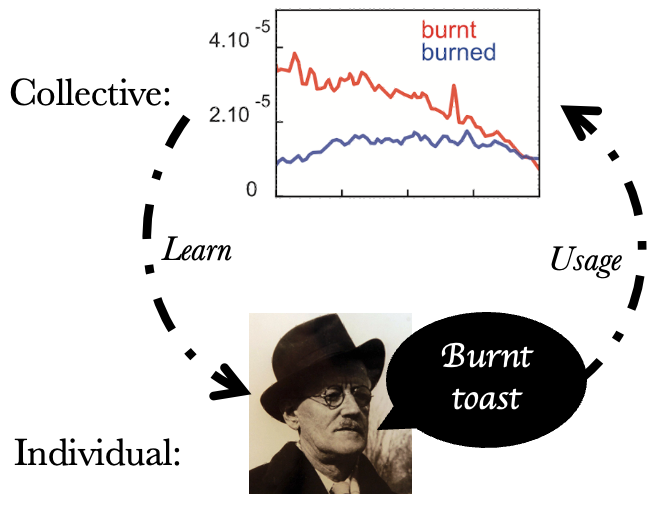 4.10 -5
burnt
burned
Collective:
2.10 -5
0
Learn
Usage
Burnt
toast
Individual: